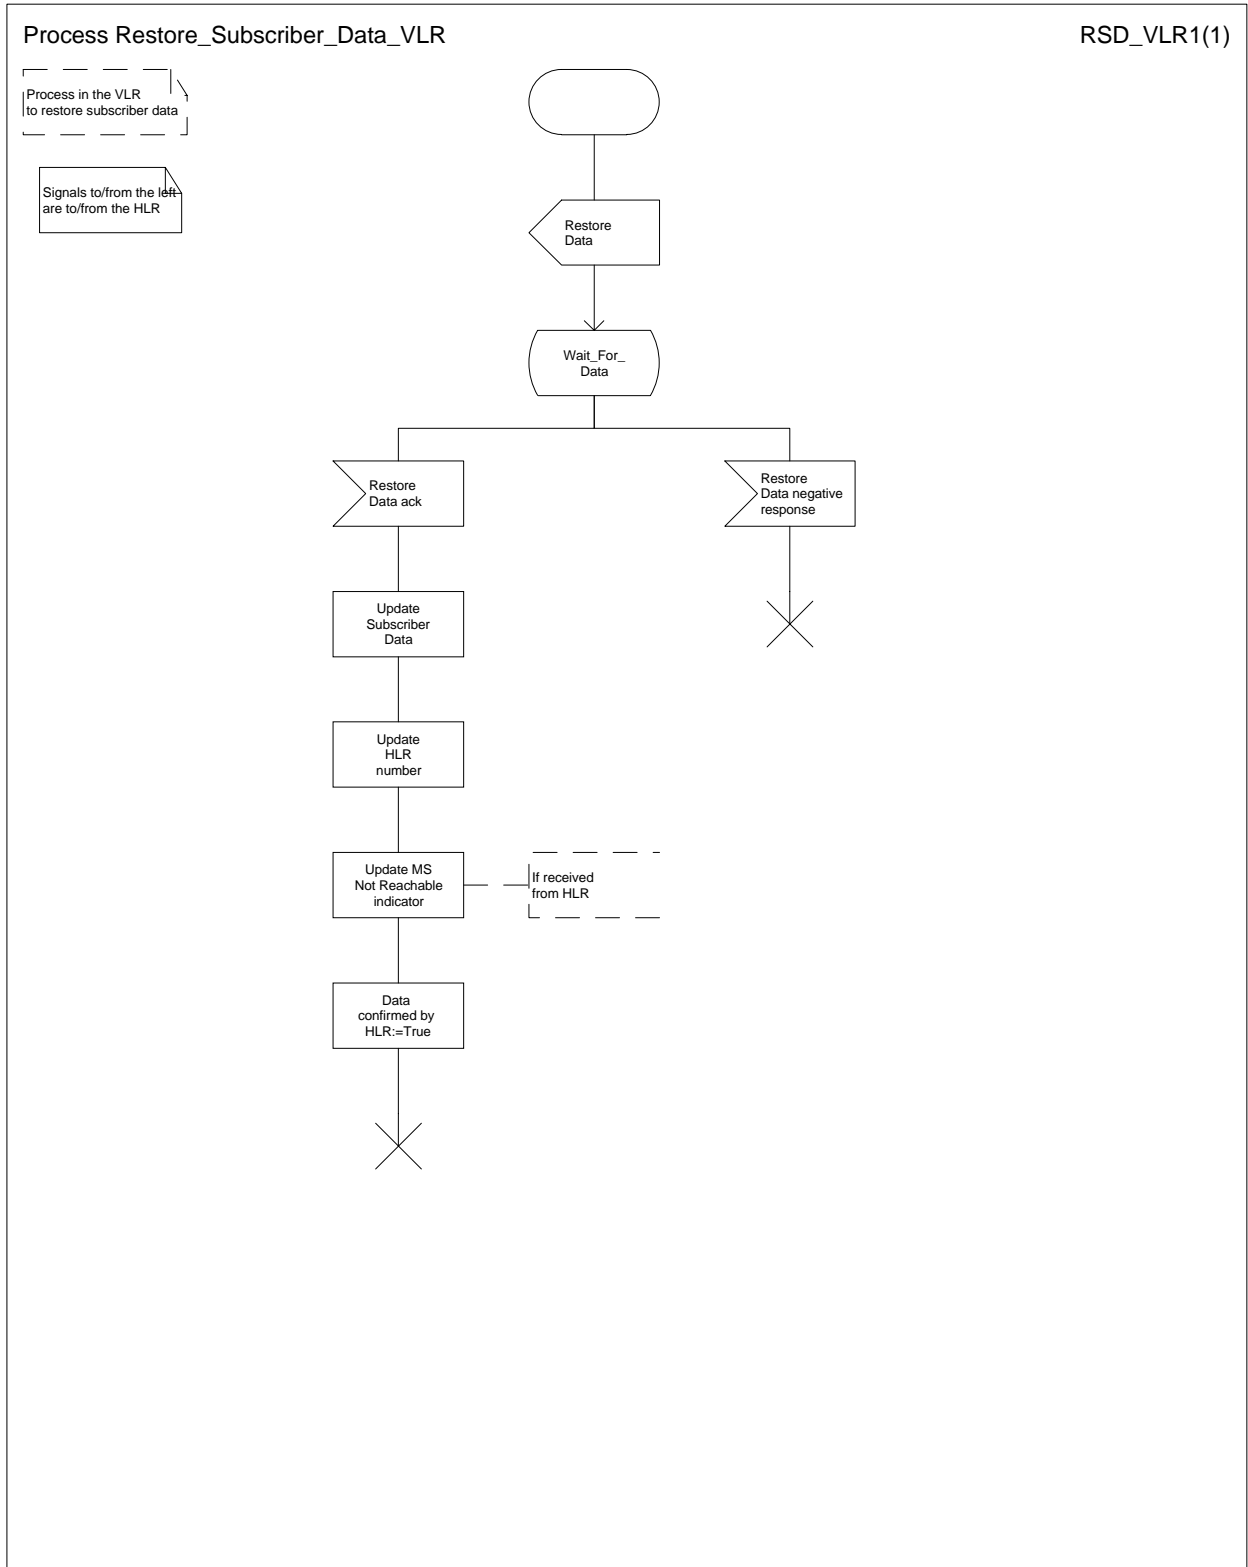 Process Restore_Subscriber_Data_VLR
RSD_VLR1(1)
Process in the VLR
to restore subscriber data
Signals to/from the left
are to/from the HLR
Restore
Data
Wait_For_
Data
Restore
Data ack
Restore
Data negative
response
Update
Subscriber
Data
Update
HLR
number
Update MS
Not Reachable
indicator
If received
from HLR
Data
confirmed by
HLR:=True